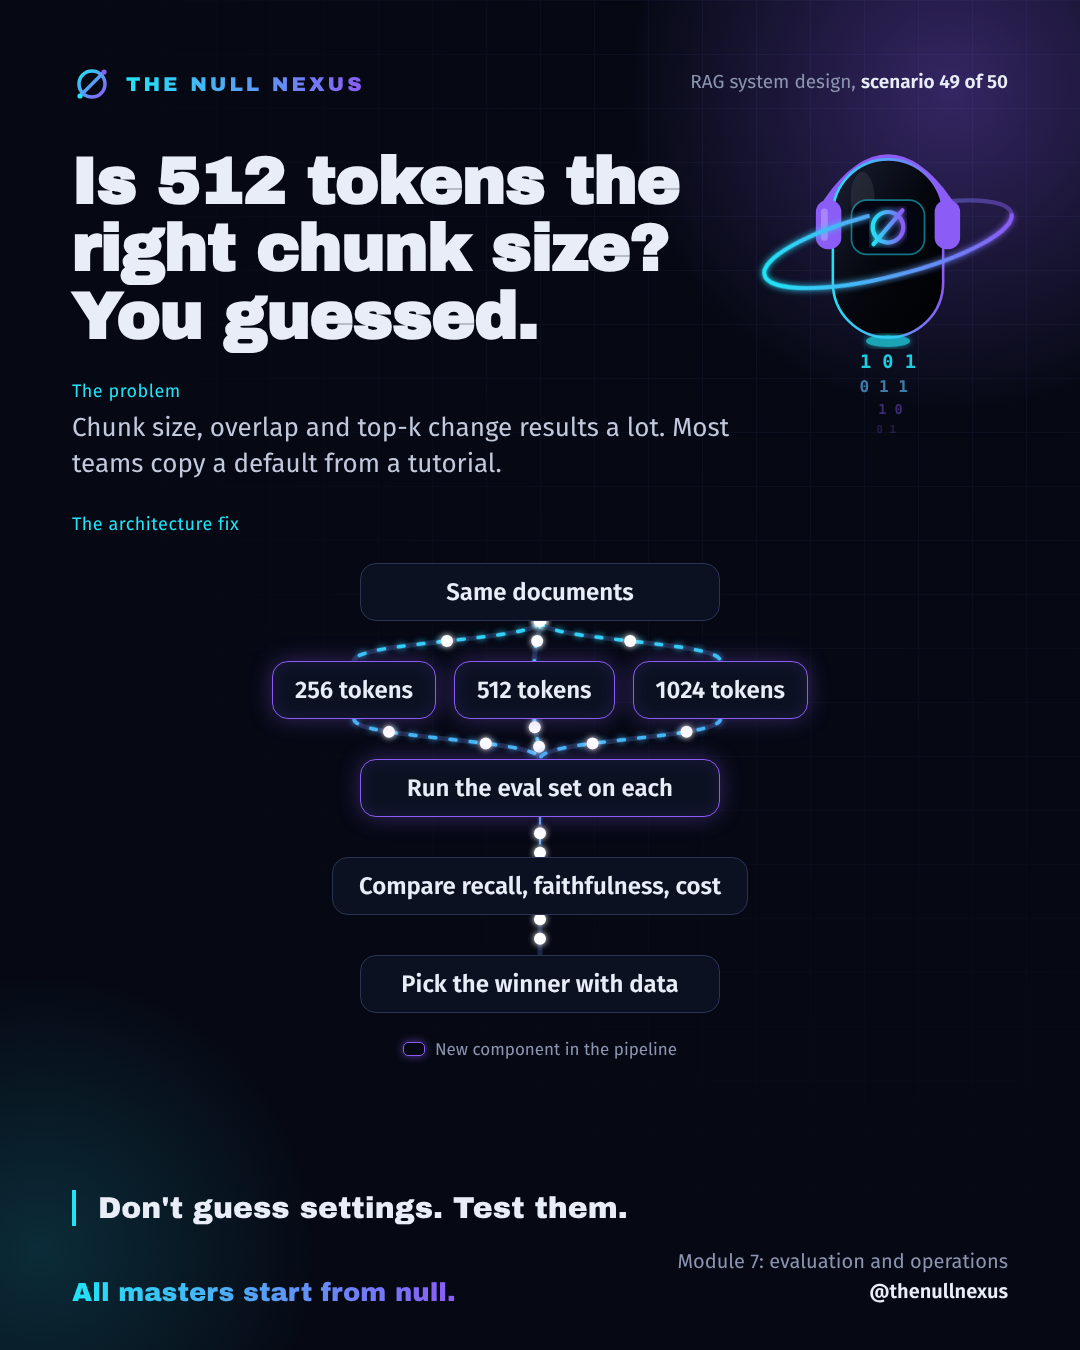 THE NULL NEXUS
RAG system design, scenario 49 of 50
Is 512 tokens the
right chunk size?
You guessed.
1 0 1
0 1 1
1 0
0 1
The problem
Chunk size, overlap and top-k change results a lot. Most
teams copy a default from a tutorial.
The architecture fix
Same documents
256 tokens
512 tokens
1024 tokens
Run the eval set on each
Compare recall, faithfulness, cost
Pick the winner with data
New component in the pipeline
Don't guess settings. Test them.
Module 7: evaluation and operations
All masters start from null.
@thenullnexus